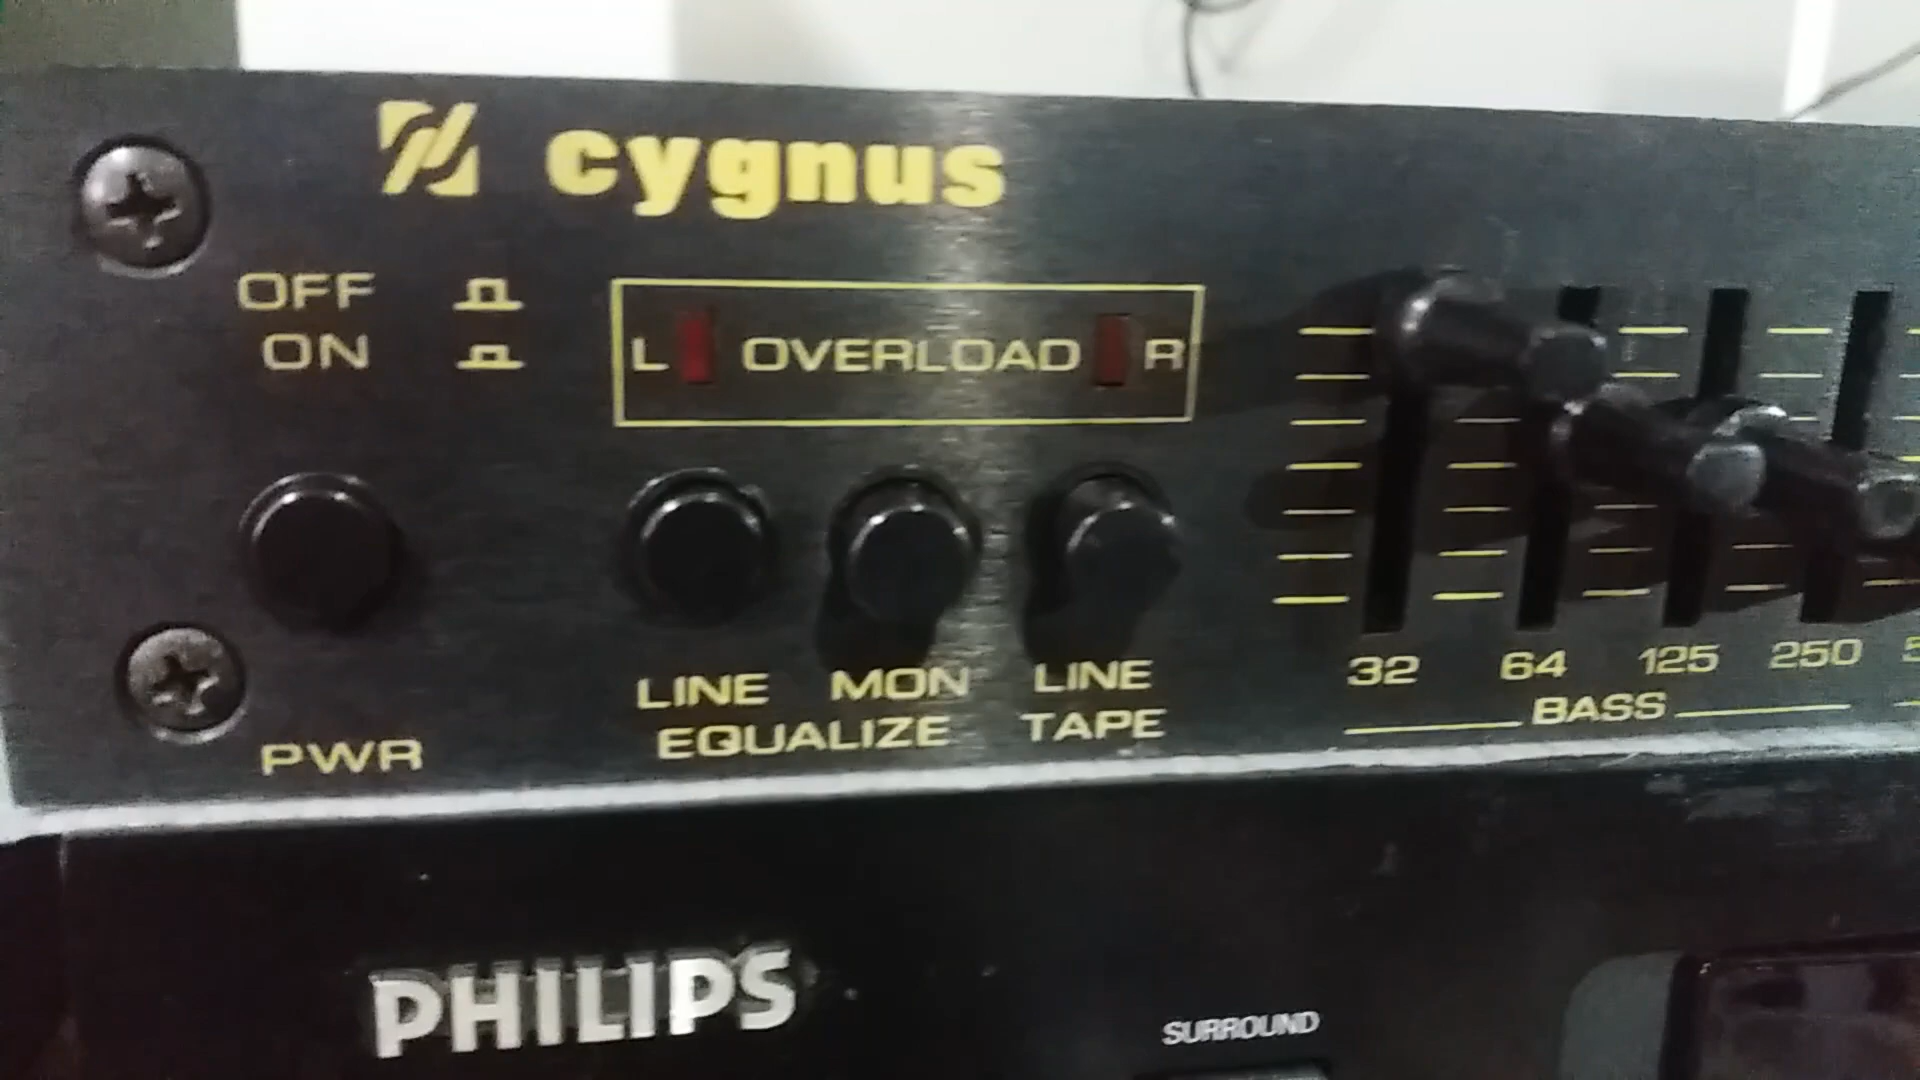 cygnus
OFF
ON
L OVERLOAD R
LINE MON LINE
EQUALIZE TAPE
PWR
32 64 125 250
BASS
PHILIPS
SURROUND